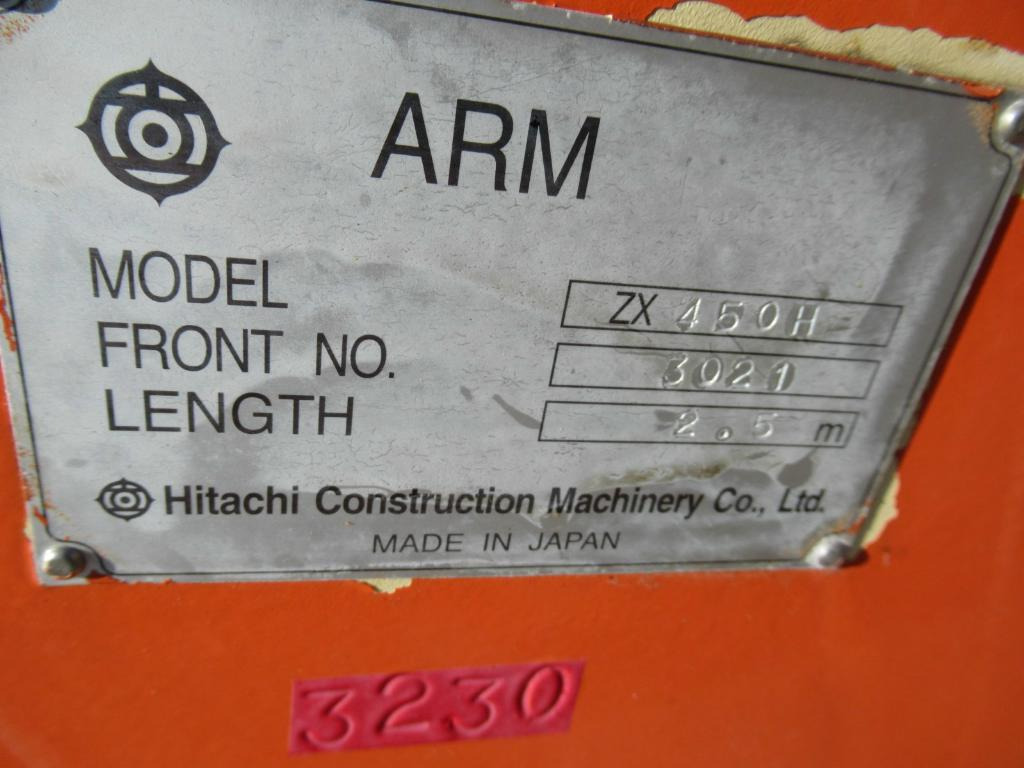 ARM
MODEL ZX 450H
FRONT NO. 3021
LENGTH 2.5 m
Hitachi Construction Machinery Co., Ltd.
MADE IN JAPAN
3230